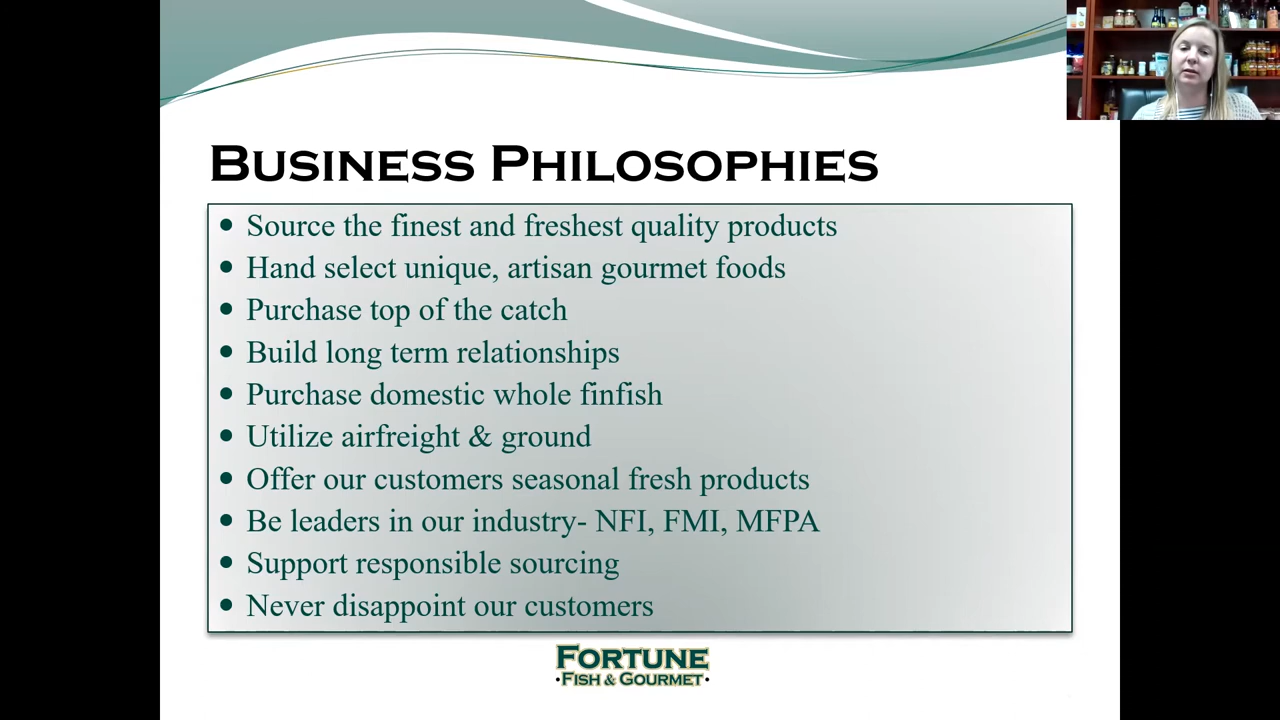 Business Philosophies
• Source the finest and freshest quality products
• Hand select unique, artisan gourmet foods
• Purchase top of the catch
• Build long term relationships
• Purchase domestic whole finfish
• Utilize airfreight & ground
• Offer our customers seasonal fresh products
• Be leaders in our industry- NFI, FMI, MFPA
• Support responsible sourcing
• Never disappoint our customers
Fortune
·Fish & Gourmet·